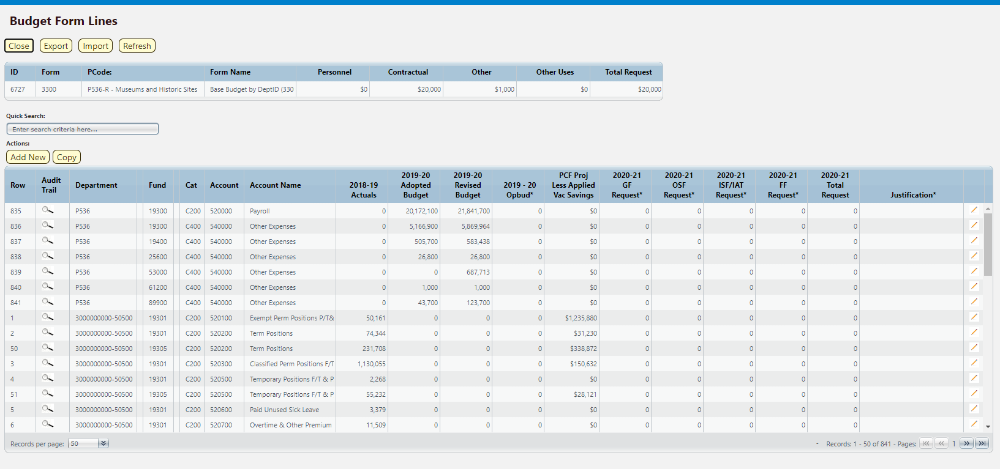 Budget Form Lines
Close Export Import Refresh
ID Form PCode: Form Name Personnel Contractual Other Other Uses Total Request
6727 3300 P536-R - Museums and Historic Sites Base Budget by DeptID (330 $0 $20,000 $1,000 $0 $20,000
Quick Search:
Enter search criteria here...
Actions:
Add New Copy
Row Audit Trail Department Fund Cat Account Account Name 2018-19 Actuals 2019-20 Adopted Budget 2019-20 Revised Budget 2019 - 20 Opbud* PCF Proj Less Applied Vac Savings 2020-21 GF Request* 2020-21 OSF Request* 2020-21 ISF/IAT Request* 2020-21 FF Request* 2020-21 Total Request Justification*
835 P536 19300 C200 520000 Payroll 0 20,172,100 21,841,700 0 $0 0 0 0 0 0
836 P536 19300 C400 540000 Other Expenses 0 5,166,900 5,869,964 0 $0 0 0 0 0 0
837 P536 19400 C400 540000 Other Expenses 0 505,700 583,438 0 $0 0 0 0 0 0
838 P536 25600 C400 540000 Other Expenses 0 26,800 26,800 0 $0 0 0 0 0 0
839 P536 53000 C400 540000 Other Expenses 0 0 687,713 0 $0 0 0 0 0 0
840 P536 61200 C400 540000 Other Expenses 0 1,000 1,000 0 $0 0 0 0 0 0
841 P536 89900 C400 540000 Other Expenses 0 43,700 123,700 0 $0 0 0 0 0 0
1 3000000000-50500 19301 C200 520100 Exempt Perm Positions P/T& 50,161 0 0 0 $1,235,880 0 0 0 0 0
2 3000000000-50500 19301 C200 520200 Term Positions 74,344 0 0 0 $31,230 0 0 0 0 0
50 3000000000-50500 19305 C200 520200 Term Positions 231,708 0 0 0 $338,872 0 0 0 0 0
3 3000000000-50500 19301 C200 520300 Classified Perm Positions F/T 1,130,055 0 0 0 $150,632 0 0 0 0 0
4 3000000000-50500 19301 C200 520500 Temporary Positions F/T & P 2,268 0 0 0 $0 0 0 0 0 0
51 3000000000-50500 19305 C200 520500 Temporary Positions F/T & P 55,232 0 0 0 $28,121 0 0 0 0 0
5 3000000000-50500 19301 C200 520600 Paid Unused Sick Leave 3,379 0 0 0 $0 0 0 0 0 0
6 3000000000-50500 19301 C200 520700 Overtime & Other Premium 11,509 0 0 0 $0 0 0 0 0 0
Records per page: 50 - Records: 1 - 50 of 841 - Pages: 1